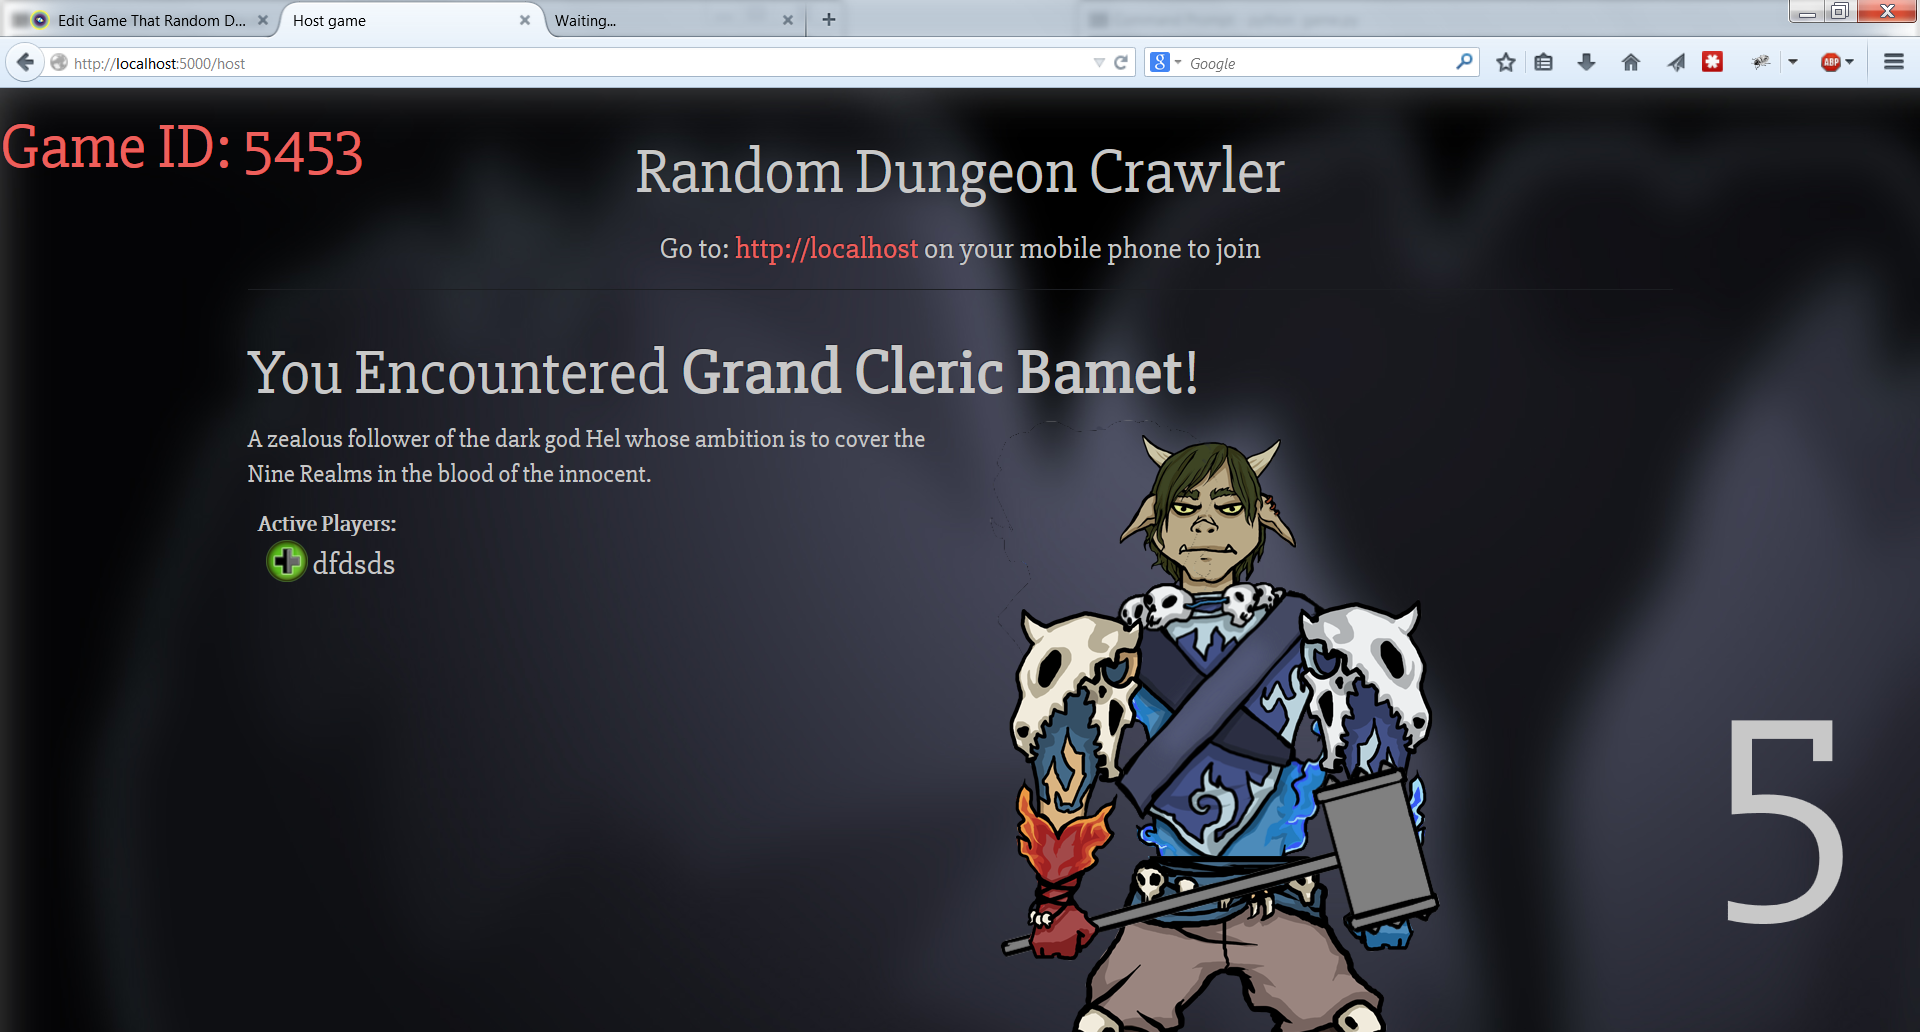 Edit Game That Random D...
Host game
Waiting...
http://localhost:5000/host
Google
ABP
Game ID: 5453
Random Dungeon Crawler
Go to: http://localhost on your mobile phone to join
You Encountered Grand Cleric Bamet!
A zealous follower of the dark god Hel whose ambition is to cover the
Nine Realms in the blood of the innocent.
Active Players:
dfdsds
5